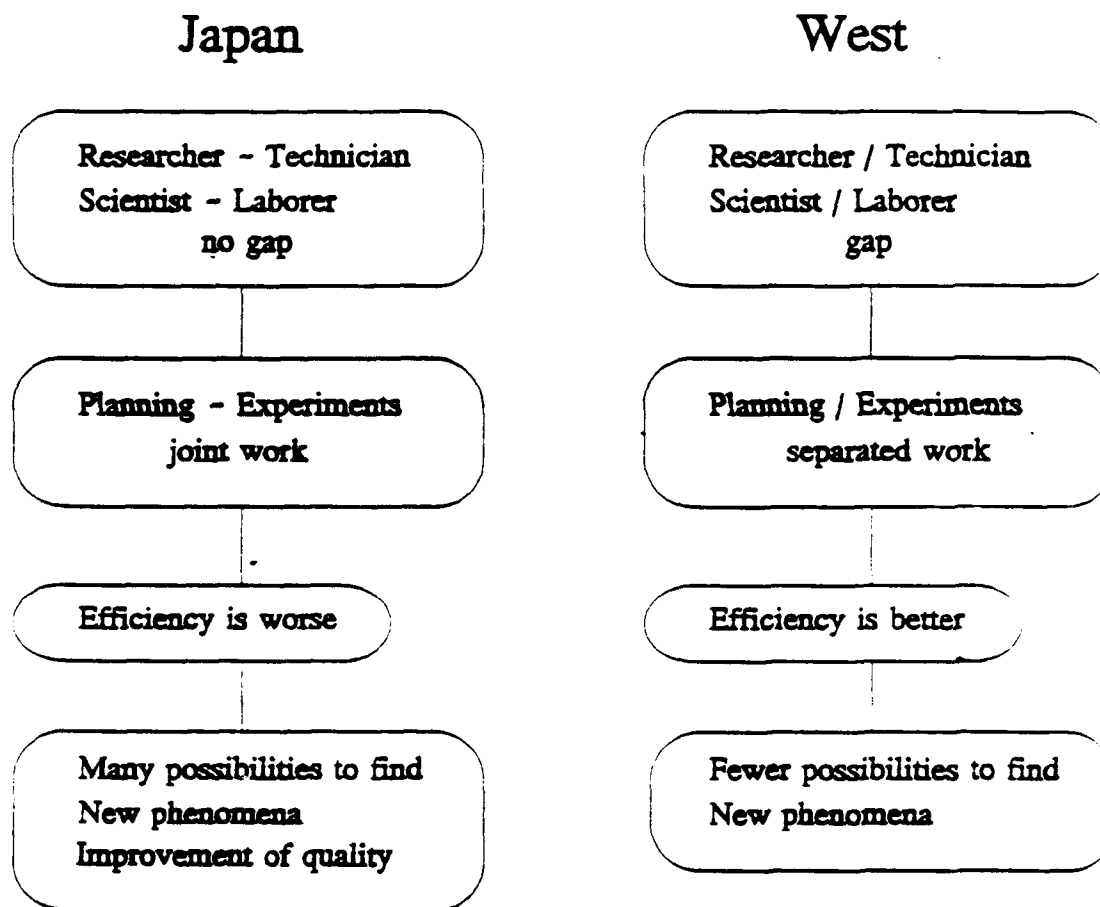 Japan
Researcher - Technician
Scientist - Laborer
no gap
Planning - Experiments
joint work
Efficiency is worse
Many possibilities to find
New phenomena
Improvement of quality
West
Researcher / Technician
Scientist / Laborer
gap
Planning / Experiments
separated work
Efficiency is better
Fewer possibilities to find
New phenomena